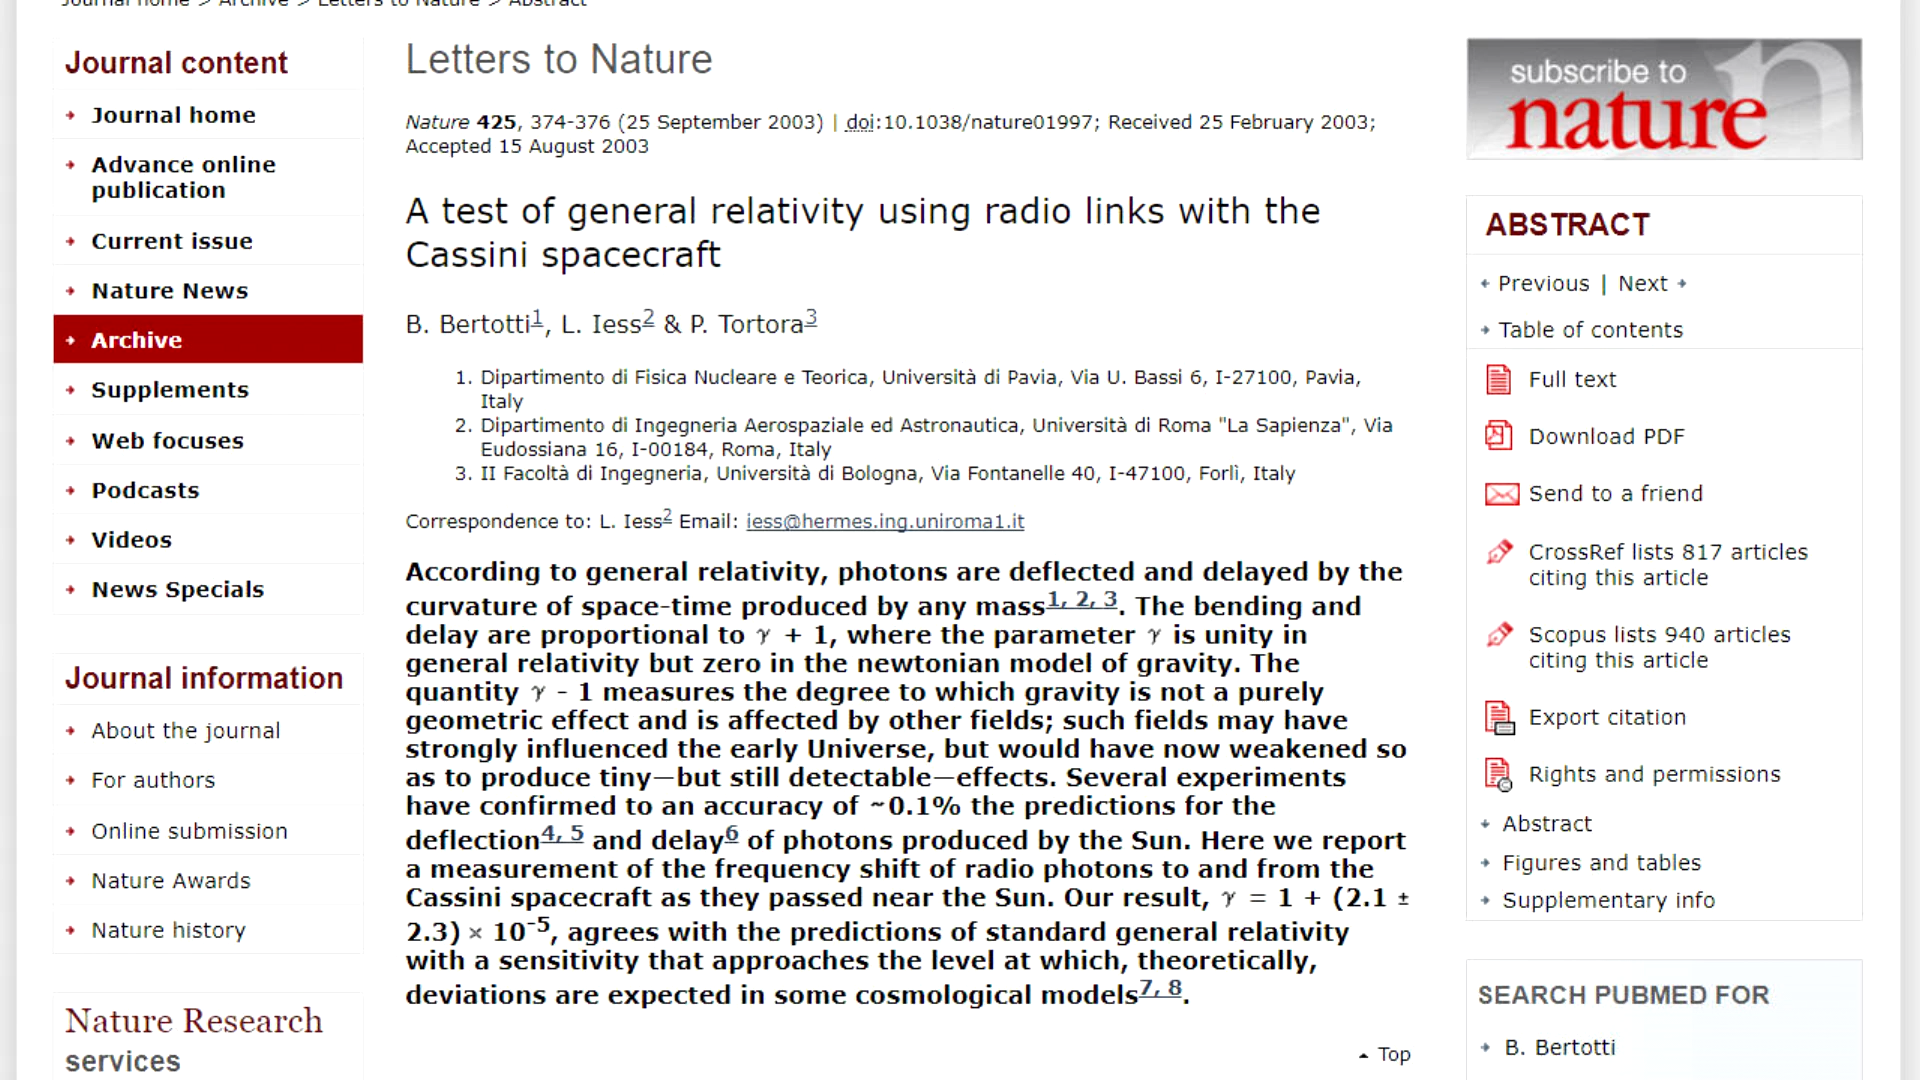 Journal home > Archive > Letters to Nature > Abstract
Journal content
Journal home
Advance online
publication
Current issue
Nature News
Archive
Supplements
Web focuses
Podcasts
Videos
News Specials
Journal information
About the journal
For authors
Online submission
Nature Awards
Nature history
Nature Research
services
Letters to Nature
Nature 425, 374-376 (25 September 2003) | doi:10.1038/nature01997; Received 25 February 2003;
Accepted 15 August 2003
A test of general relativity using radio links with the
Cassini spacecraft
B. Bertotti1, L. Iess2 & P. Tortora3
1. Dipartimento di Fisica Nucleare e Teorica, Università di Pavia, Via U. Bassi 6, I-27100, Pavia,
Italy
2. Dipartimento di Ingegneria Aerospaziale ed Astronautica, Università di Roma "La Sapienza", Via
Eudossiana 16, I-00184, Roma, Italy
3. II Facoltà di Ingegneria, Università di Bologna, Via Fontanelle 40, I-47100, Forlì, Italy
Correspondence to: L. Iess2 Email: iess@hermes.ing.uniroma1.it
According to general relativity, photons are deflected and delayed by the
curvature of space-time produced by any mass1, 2, 3. The bending and
delay are proportional to γ + 1, where the parameter γ is unity in
general relativity but zero in the newtonian model of gravity. The
quantity γ - 1 measures the degree to which gravity is not a purely
geometric effect and is affected by other fields; such fields may have
strongly influenced the early Universe, but would have now weakened so
as to produce tiny—but still detectable—effects. Several experiments
have confirmed to an accuracy of ~0.1% the predictions for the
deflection4, 5 and delay6 of photons produced by the Sun. Here we report
a measurement of the frequency shift of radio photons to and from the
Cassini spacecraft as they passed near the Sun. Our result, γ = 1 + (2.1 ±
2.3) × 10-5, agrees with the predictions of standard general relativity
with a sensitivity that approaches the level at which, theoretically,
deviations are expected in some cosmological models7, 8.
Top
subscribe to
nature
ABSTRACT
Previous | Next
Table of contents
Full text
Download PDF
Send to a friend
CrossRef lists 817 articles
citing this article
Scopus lists 940 articles
citing this article
Export citation
Rights and permissions
Abstract
Figures and tables
Supplementary info
SEARCH PUBMED FOR
B. Bertotti